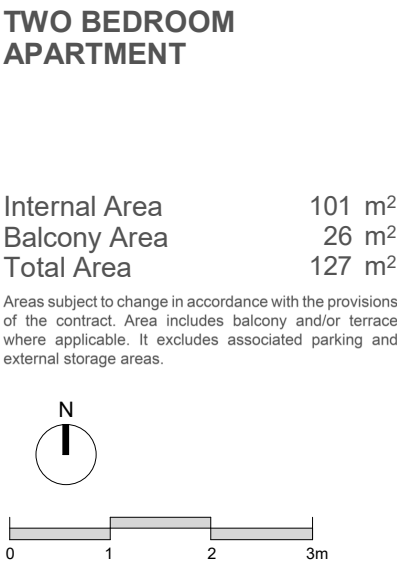 TWO BEDROOM
APARTMENT
Internal Area 101 m²
Balcony Area 26 m²
Total Area 127 m²
Areas subject to change in accordance with the provisions
of the contract. Area includes balcony and/or terrace
where applicable. It excludes associated parking and
external storage areas.
N
0 1 2 3m